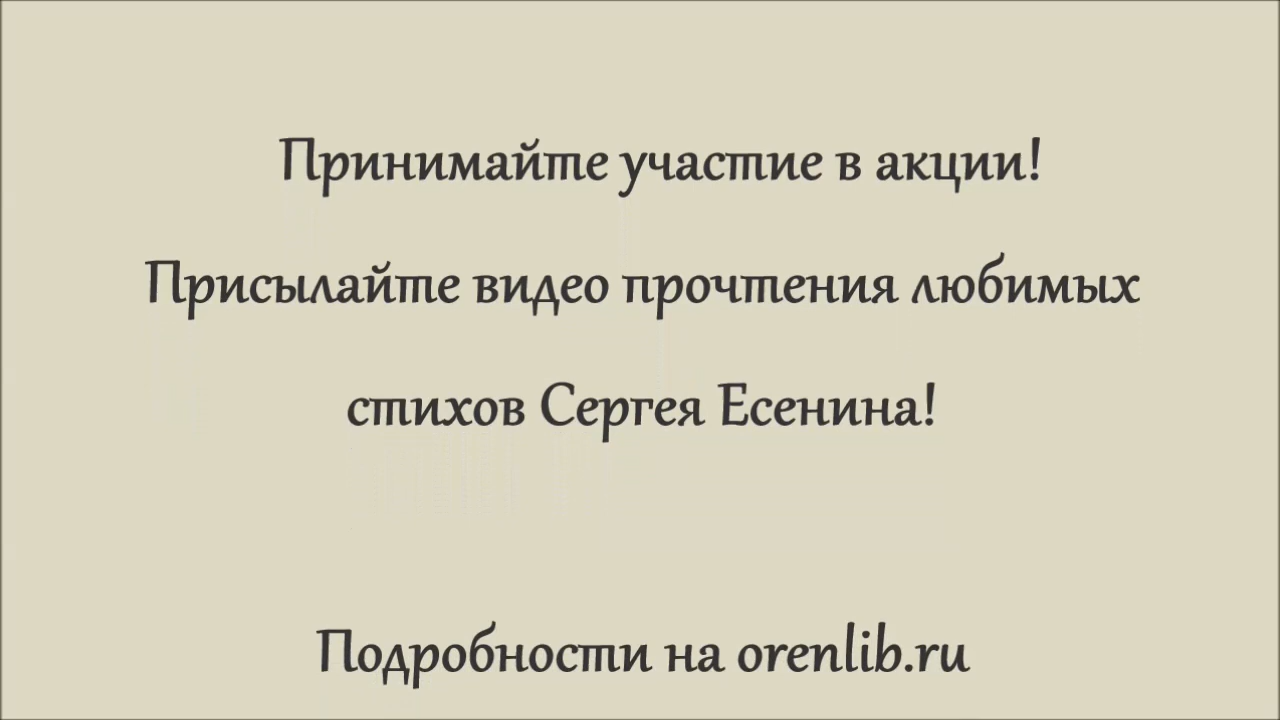 Принимайте участие в акции!
Присылайте видео прочтения любимых
стихов Сергея Есенина!
Подробности на orenlib.ru